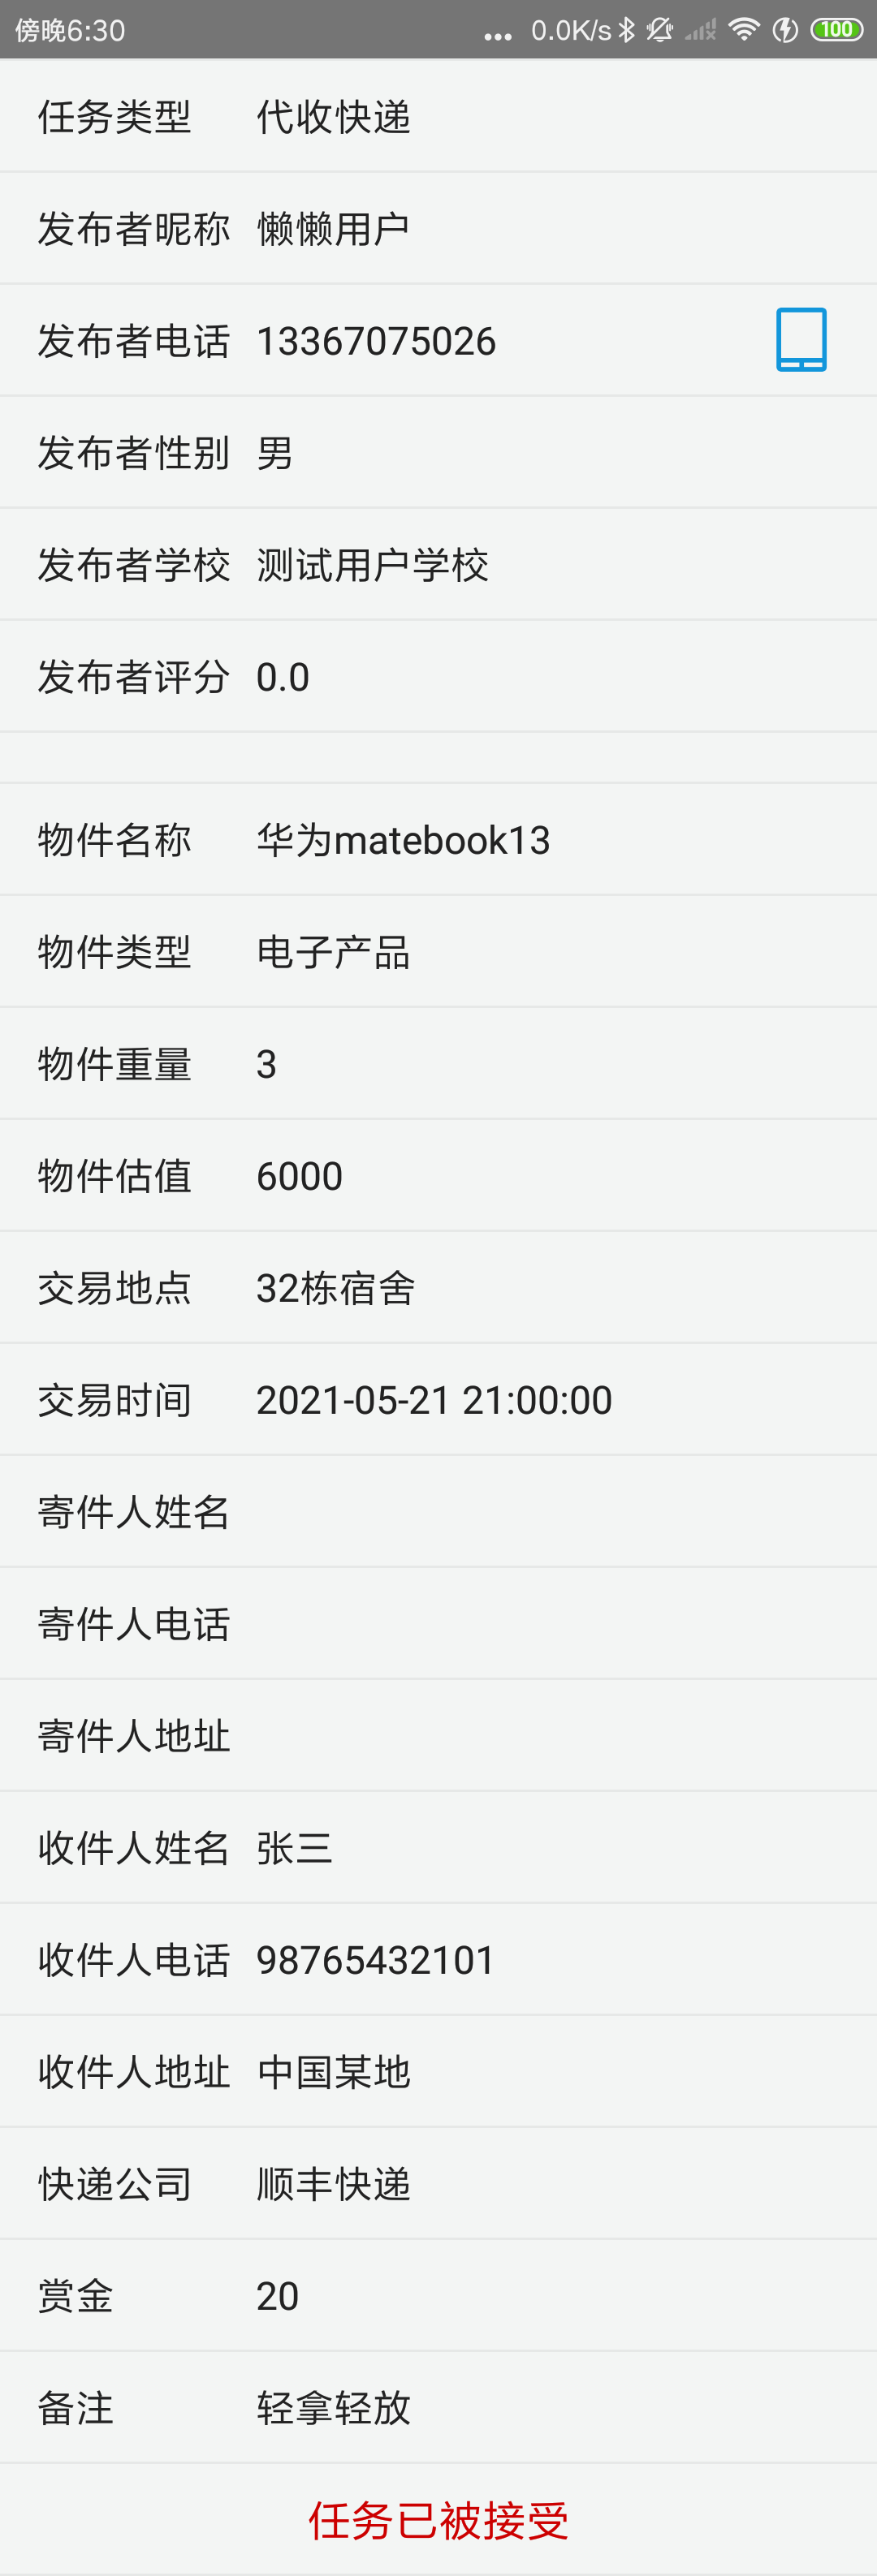 傍晚6:30 ... 0.0K/s 100
任务类型 代收快递
发布者昵称 懒懒用户
发布者电话 13367075026
发布者性别 男
发布者学校 测试用户学校
发布者评分 0.0
物件名称 华为matebook13
物件类型 电子产品
物件重量 3
物件估值 6000
交易地点 32栋宿舍
交易时间 2021-05-21 21:00:00
寄件人姓名
寄件人电话
寄件人地址
收件人姓名 张三
收件人电话 98765432101
收件人地址 中国某地
快递公司 顺丰快递
赏金 20
备注 轻拿轻放
任务已被接受